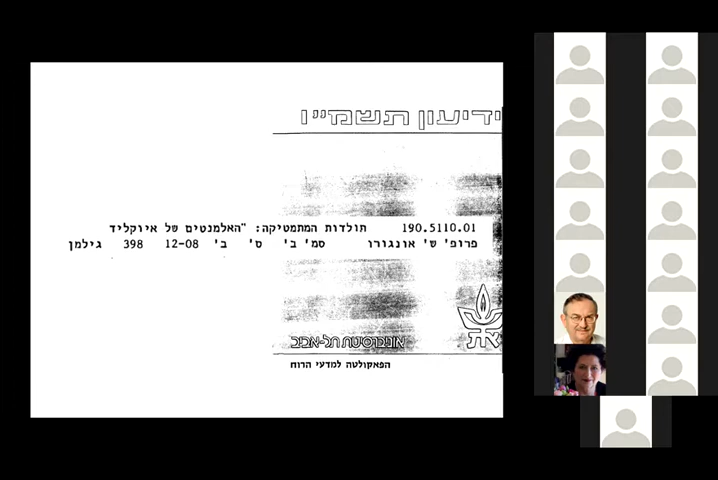 ידיעון תשמ״ו
190.5110.01 תולדות המתמטיקה: "האלמנטים של איוקליד
פרופ' ש' אונגורו סמ' ב' ס' ב' 12-08 398 גילמן
אוניברסיטת תל-אביב
הפאקולטה למדעי הרוח